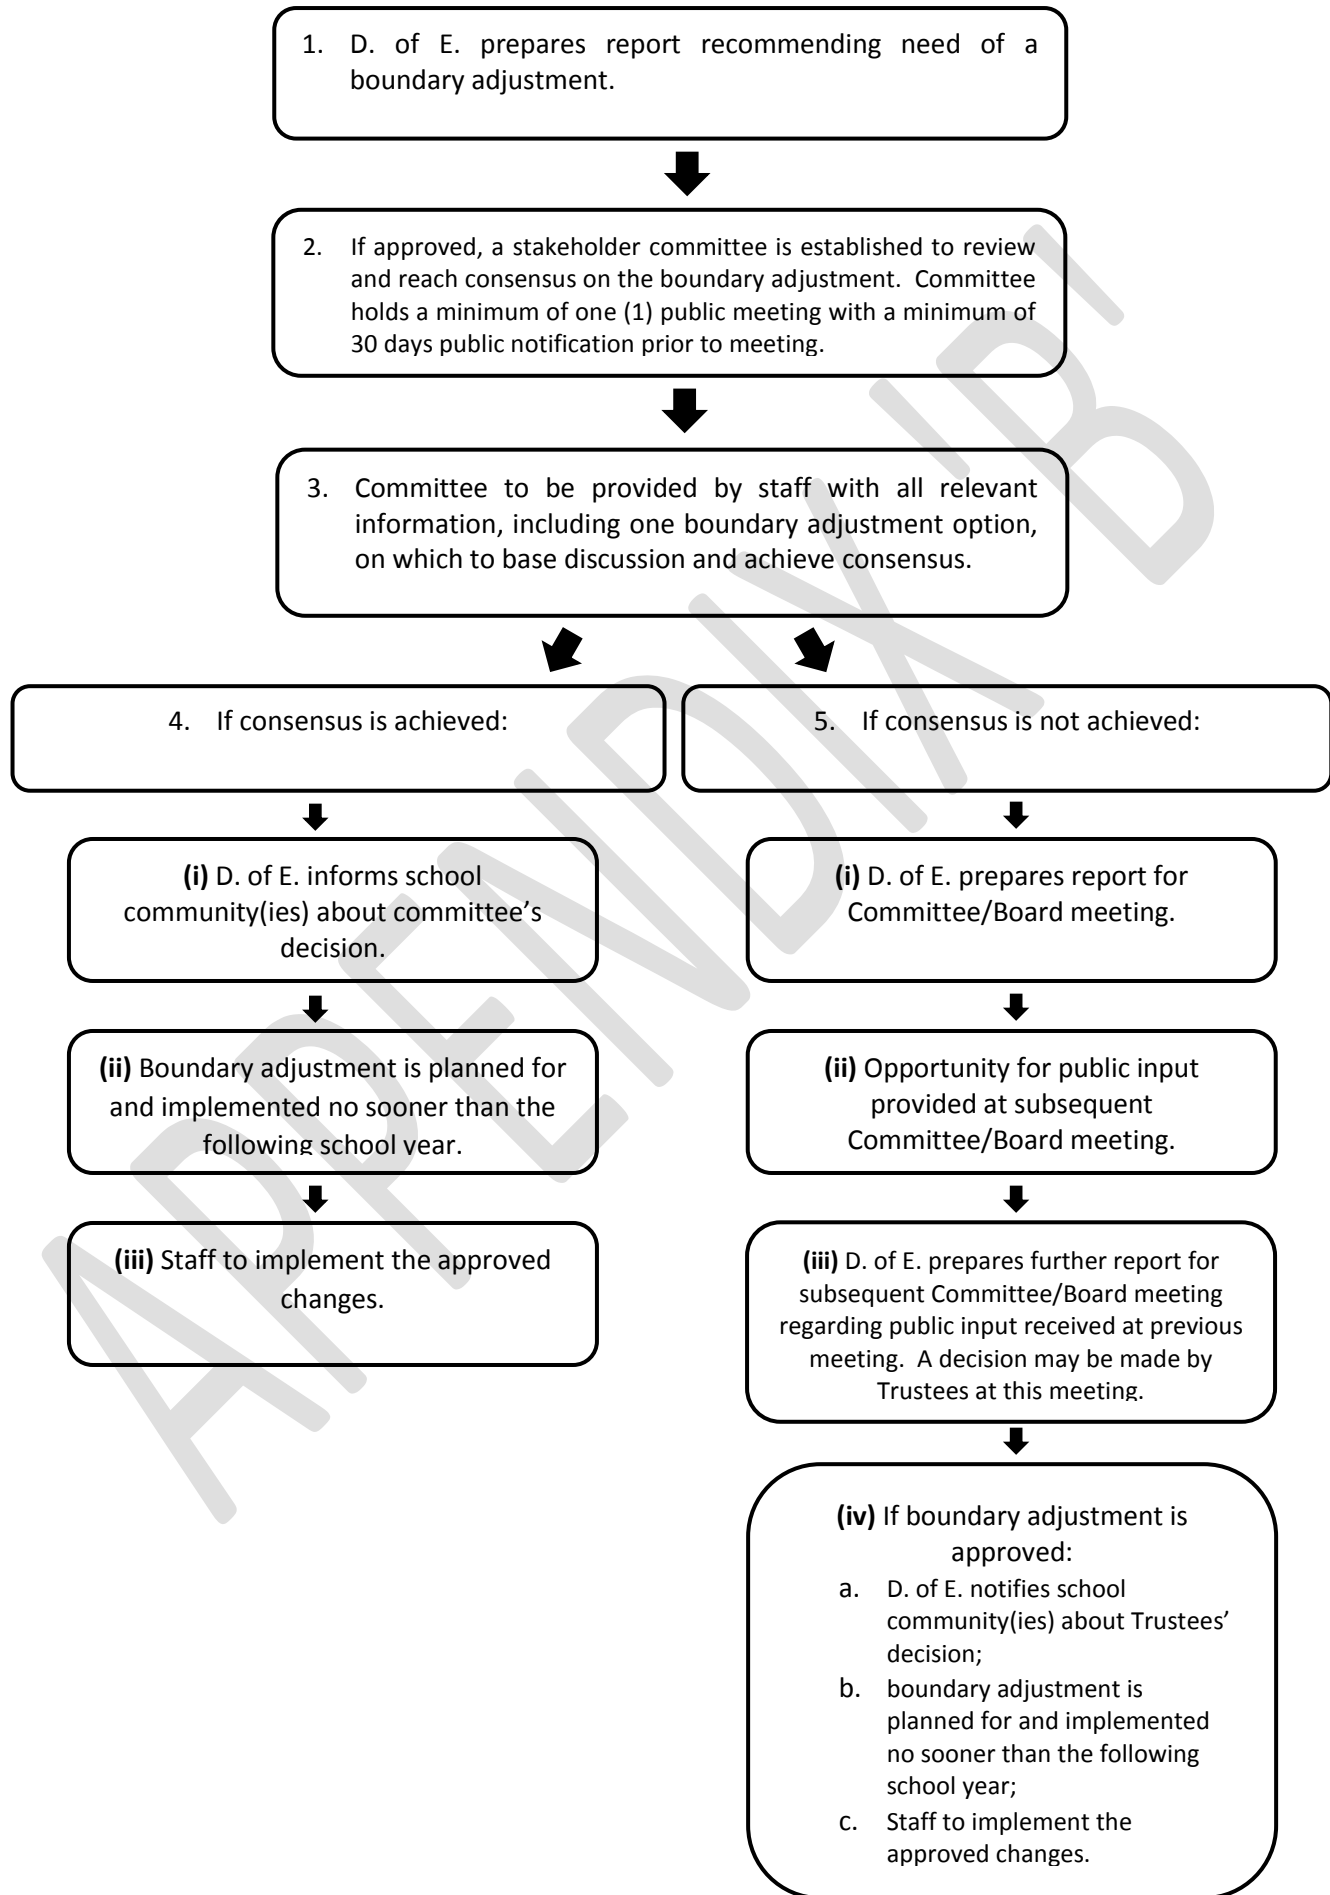 1. D. of E. prepares report recommending need of a
boundary adjustment.
2. If approved, a stakeholder committee is established to review
and reach consensus on the boundary adjustment. Committee
holds a minimum of one (1) public meeting with a minimum of
30 days public notification prior to meeting.
3. Committee to be provided by staff with all relevant
information, including one boundary adjustment option,
on which to base discussion and achieve consensus.
4. If consensus is achieved:
(i) D. of E. informs school
community(ies) about committee’s
decision.
(ii) Boundary adjustment is planned for
and implemented no sooner than the
following school year.
(iii) Staff to implement the approved
changes.
5. If consensus is not achieved:
(i) D. of E. prepares report for
Committee/Board meeting.
(ii) Opportunity for public input
provided at subsequent
Committee/Board meeting.
(iii) D. of E. prepares further report for
subsequent Committee/Board meeting
regarding public input received at previous
meeting. A decision may be made by
Trustees at this meeting.
(iv) If boundary adjustment is
approved:
a. D. of E. notifies school
community(ies) about Trustees’
decision;
b. boundary adjustment is
planned for and implemented
no sooner than the following
school year;
c. Staff to implement the
approved changes.
APPENDIX 'B'